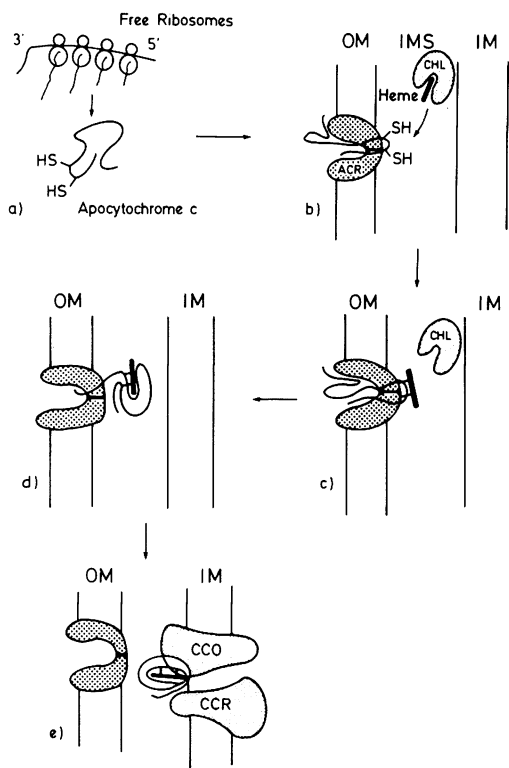 Free Ribosomes
3' 5'
HS
HS
a) Apocytochrome c
OM IMS IM
CHL
Heme
SH
SH
ACR
b)
OM IM
CHL
c)
OM IM
d)
OM IM
CCO
CCR
e)